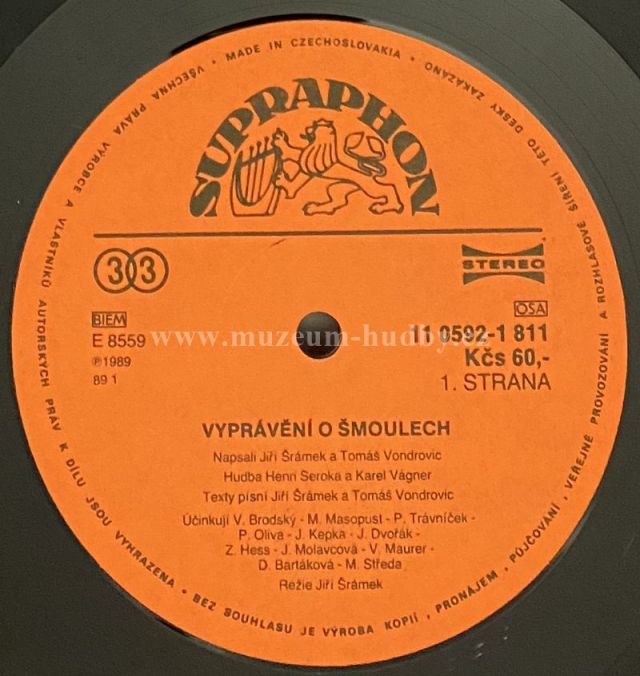 VŠECHNA PRÁVA VÝROBCE A VLASTNÍKŮ AUTORSKÝCH PRÁV K DÍLU JSOU VYHRAZENA • BEZ SOUHLASU JE VÝROBA KOPIÍ, PRONÁJEM, PŮJČOVÁNÍ, VEŘEJNÉ PROVOZOVÁNÍ A ROZHLASOVÉ ŠÍŘENÍ TÉTO DESKY ZAKÁZÁNO • MADE IN CZECHOSLOVAKIA •
SUPRAPHON
33
STEREO
BIEM
OSA
E 8559
11 0592-1 811
www.muzeum-hudby.cz
℗1989
Kčs 60,-
89 1
1. STRANA
VYPRÁVĚNÍ O ŠMOULECH
Napsali Jiří Šrámek a Tomáš Vondrovic
Hudba Henri Seroka a Karel Vágner
Texty písní Jiří Šrámek a Tomáš Vondrovic
Účinkují V. Brodský - M. Masopust - P. Trávníček -
P. Oliva - J. Kepka - J. Dvořák -
Z. Hess - J. Molavcová - V. Maurer -
D. Bartáková - M. Středa
Režie Jiří Šrámek